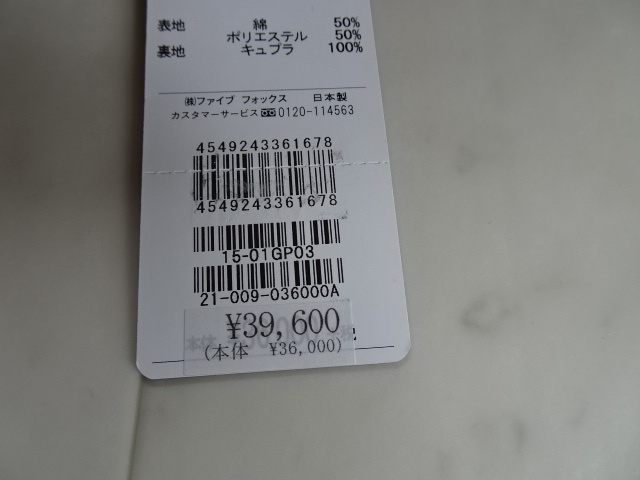 表地 綿 50%
ポリエステル 50%
裏地 キュプラ 100%
㈱ファイブ フォックス 日本製
カスタマーサービス 0120-114563
4549243361678
4549243361678
15-01GP03
21-009-036000A
¥39,600
(本体 ¥36,000)